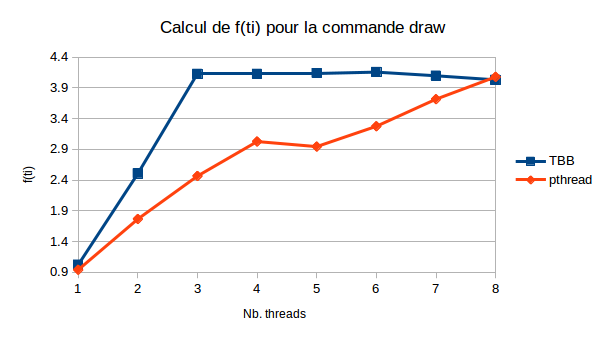 Calcul de f(ti) pour la commande draw
4.4
3.9
3.4
2.9
2.4
1.9
1.4
0.9
f(ti)
1 2 3 4 5 6 7 8
Nb. threads
TBB
pthread